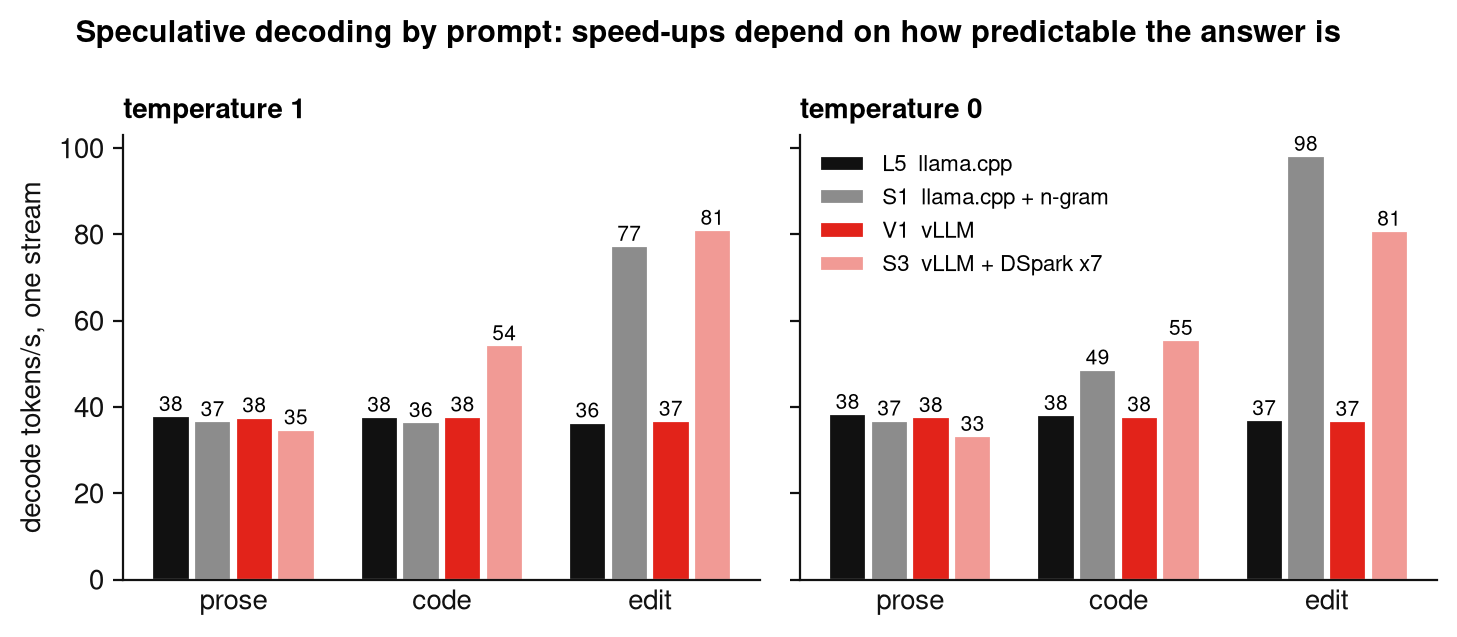 Speculative decoding by prompt: speed-ups depend on how predictable the answer is
temperature 1
decode tokens/s, one stream
100
80
60
40
20
0
38 37 38 35
38 36 38 54
36 77 37 81
prose code edit
temperature 0
L5 llama.cpp
S1 llama.cpp + n-gram
V1 vLLM
S3 vLLM + DSpark x7
38 37 38 33
38 49 38 55
37 98 37 81
prose code edit